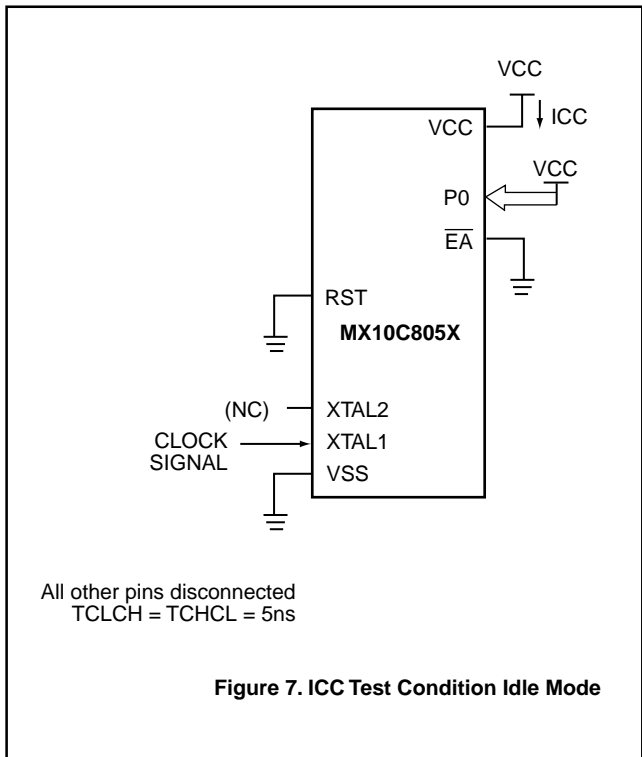 VCC
ICC
VCC
VCC
P0
EA
RST
MX10C805X
(NC)
XTAL2
CLOCK
SIGNAL
XTAL1
VSS
All other pins disconnected
TCLCH = TCHCL = 5ns
Figure 7. ICC Test Condition Idle Mode